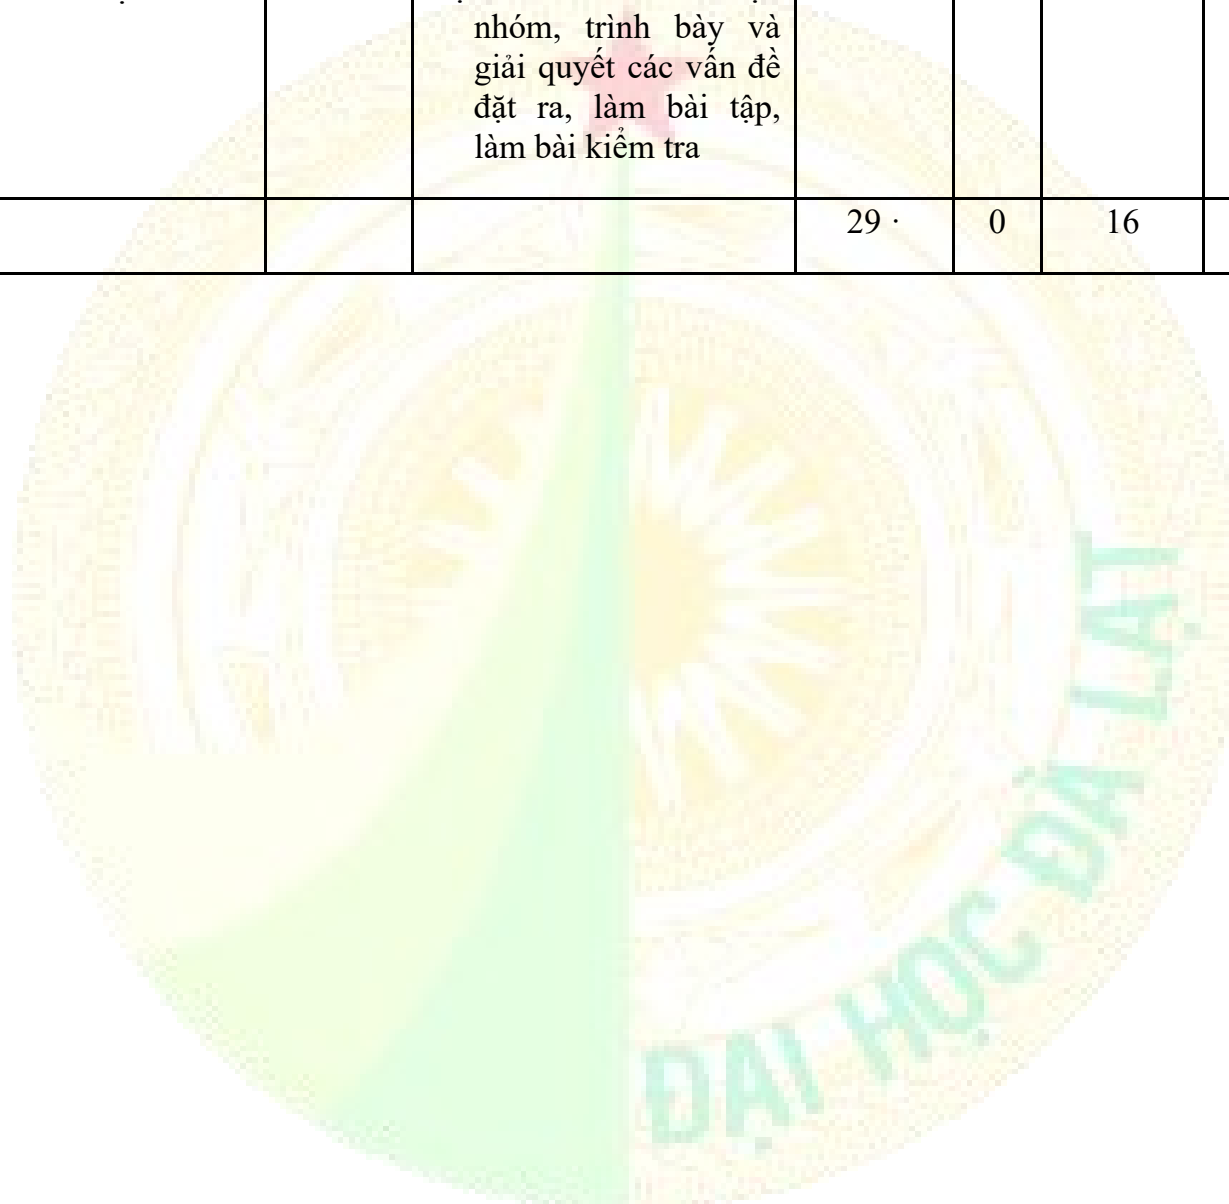 nhóm, trình bày và
giải quyết các vấn đề
đặt ra, làm bài tập,
làm bài kiểm tra
29 · 0 16
ĐẠI HỌC ĐÀ LẠT